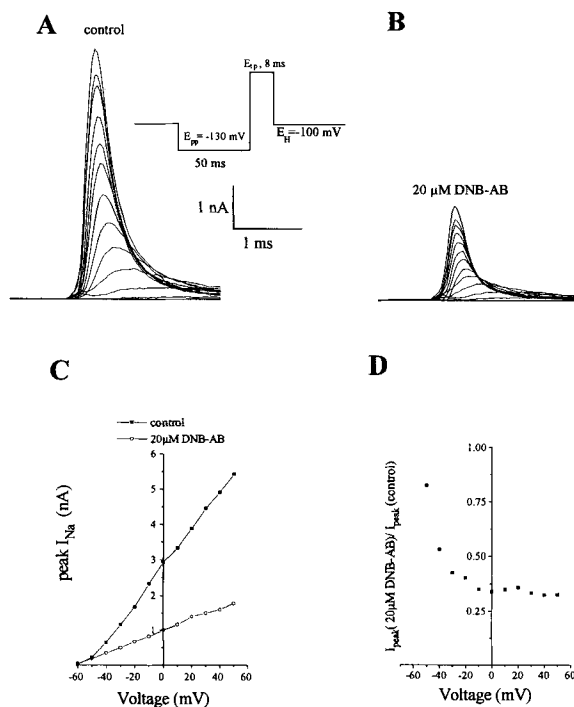 A
control
E_tp, 8 ms
E_pp = -130 mV
E_H = -100 mV
50 ms
1 nA
1 ms
B
20 µM DNB-AB
C
control
20µM DNB-AB
peak I_Na (nA)
6
5
4
3
2
1
0
-60 -40 -20 0 20 40 60
Voltage (mV)
D
I_peak( 20µM DNB-AB)/ I_peak (control)
1.00
0.75
0.50
0.25
-60 -40 -20 0 20 40 60
Voltage (mV)